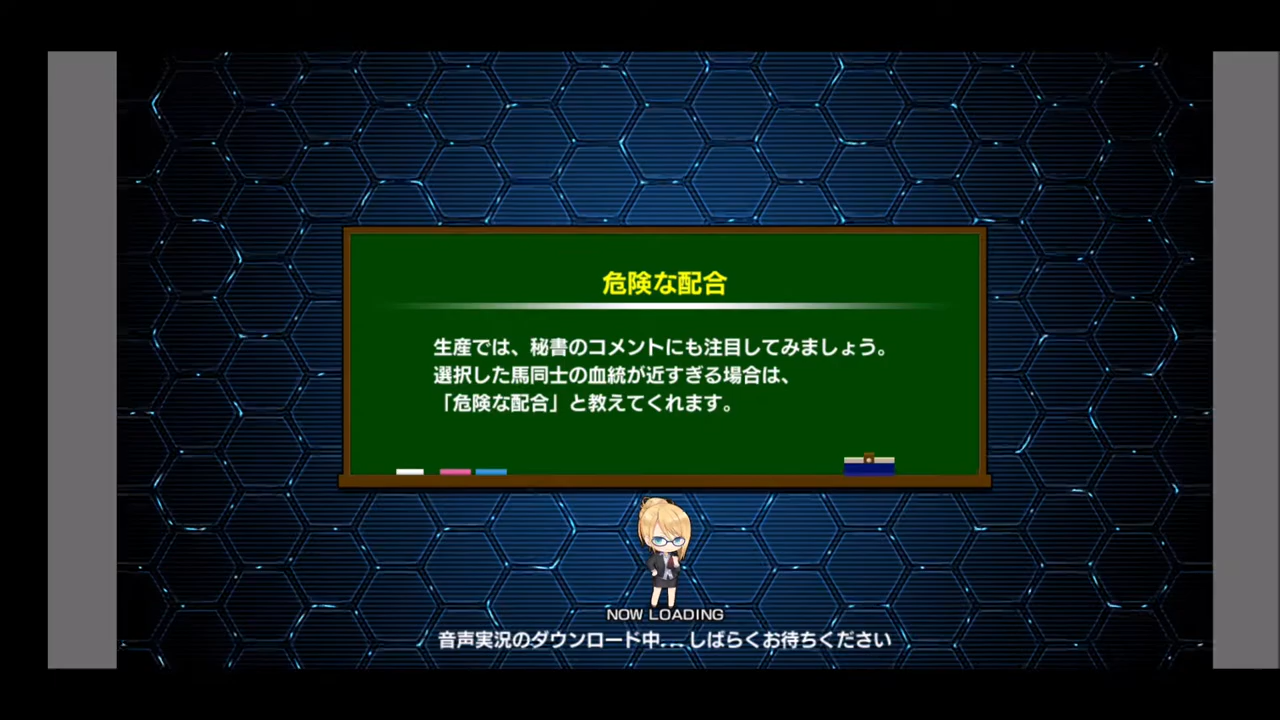 危険な配合
生産では、秘書のコメントにも注目してみましょう。
選択した馬同士の血統が近すぎる場合は、
「危険な配合」と教えてくれます。
NOW LOADING
音声実況のダウンロード中... しばらくお待ちください